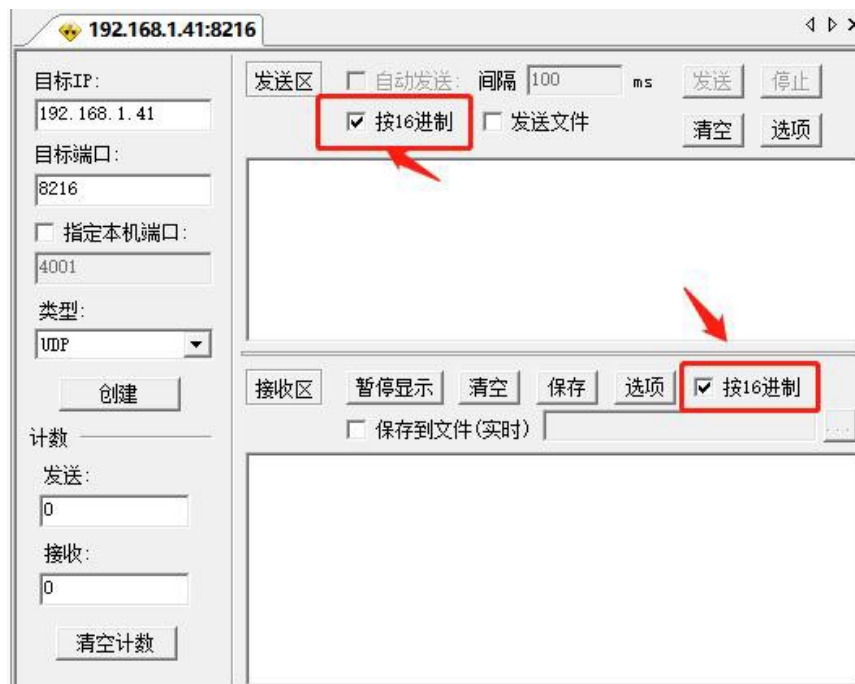 192.168.1.41:8216
目标IP:
192.168.1.41
目标端口:
8216
指定本机端口:
4001
类型:
UDP
创建
计数
发送:
0
接收:
0
清空计数
发送区 自动发送: 间隔 100 ms 发送 停止
按16进制 发送文件 清空 选项
接收区 暂停显示 清空 保存 选项 按16进制
保存到文件(实时) ...